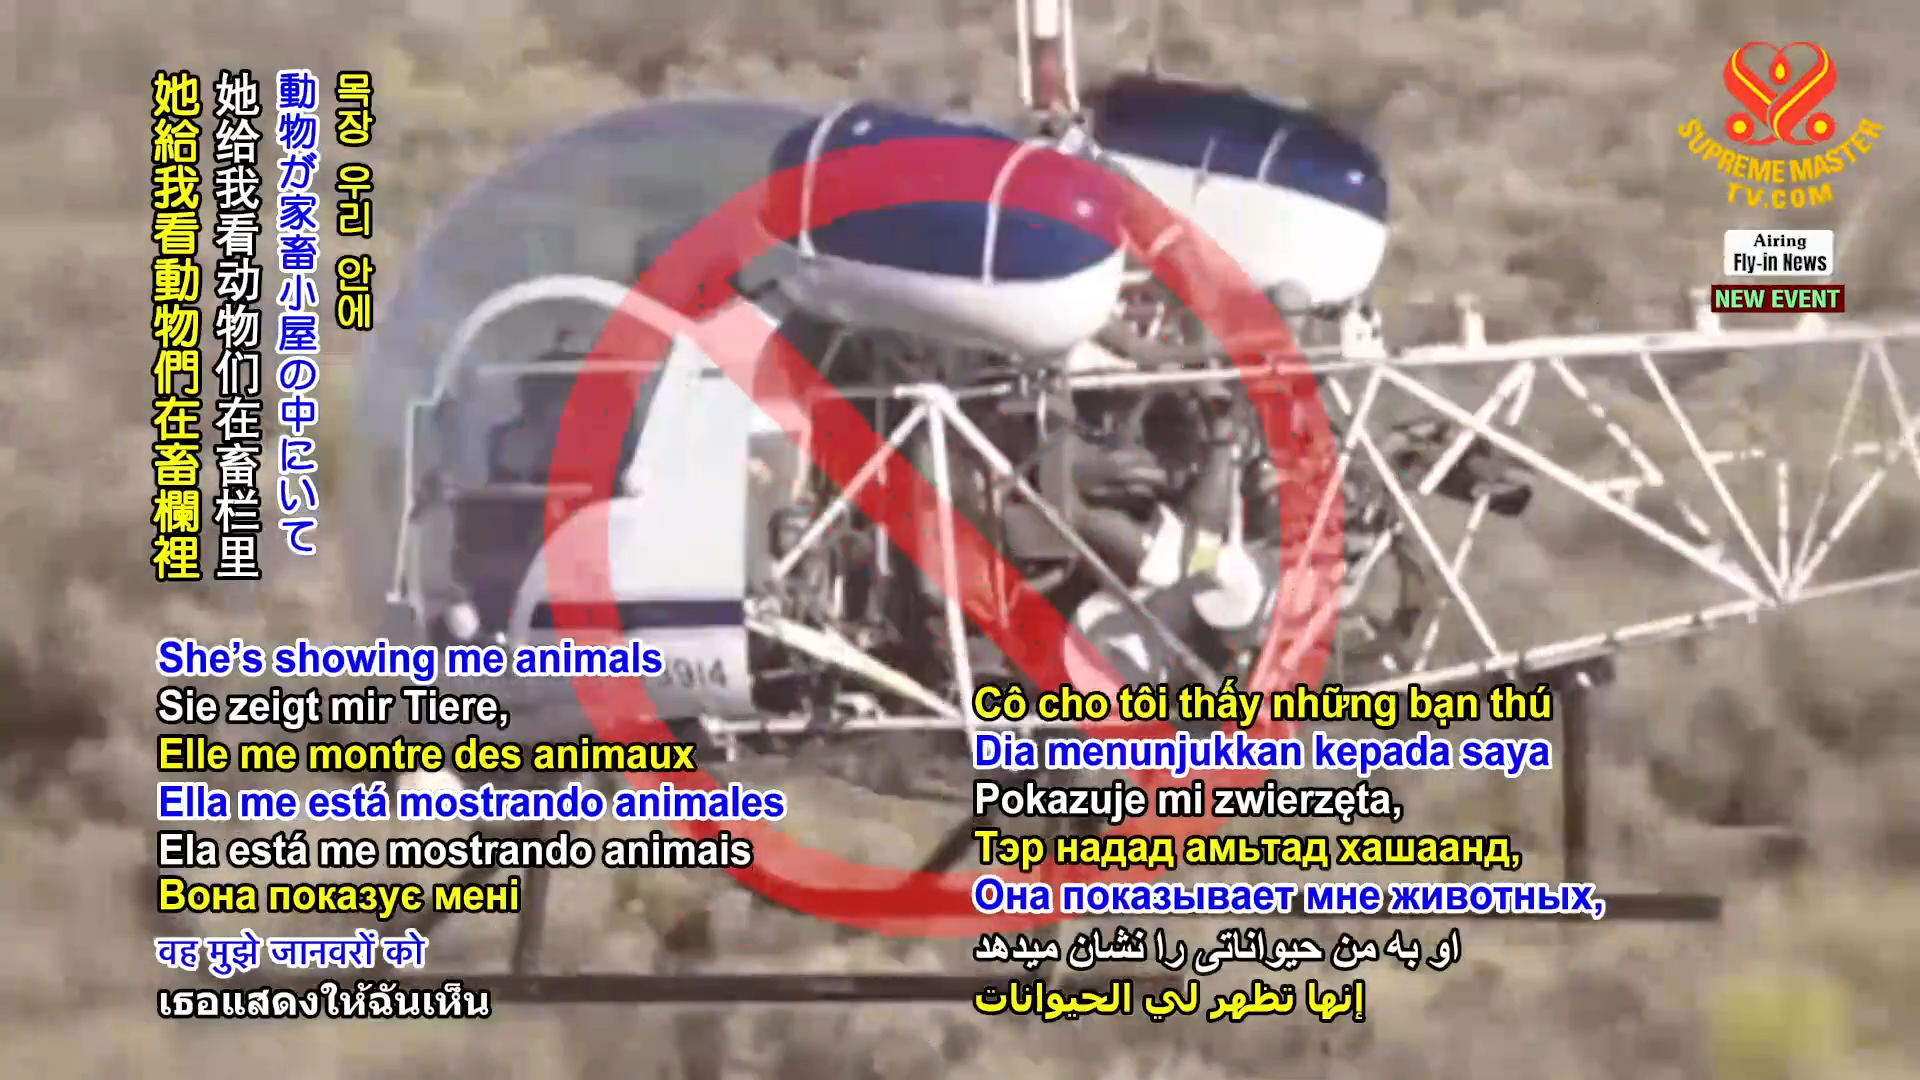 목장 우리 안에
動物が家畜小屋の中にいて
她给我看动物们在畜栏里
她給我看動物們在畜欄裡
SUPREME MASTER
TV.COM
Airing
Fly-in News
NEW EVENT
3914
She's showing me animals
Sie zeigt mir Tiere,
Elle me montre des animaux
Ella me está mostrando animales
Ela está me mostrando animais
Вона показує мені
वह मुझे जानवरों को
เธอแสดงให้ฉันเห็น
Cô cho tôi thấy những bạn thú
Dia menunjukkan kepada saya
Pokazuje mi zwierzęta,
Тэр надад амьтад хашаанд,
Она показывает мне животных,
او به من حیواناتی را نشان میدهد
إنها تظهر لي الحيوانات